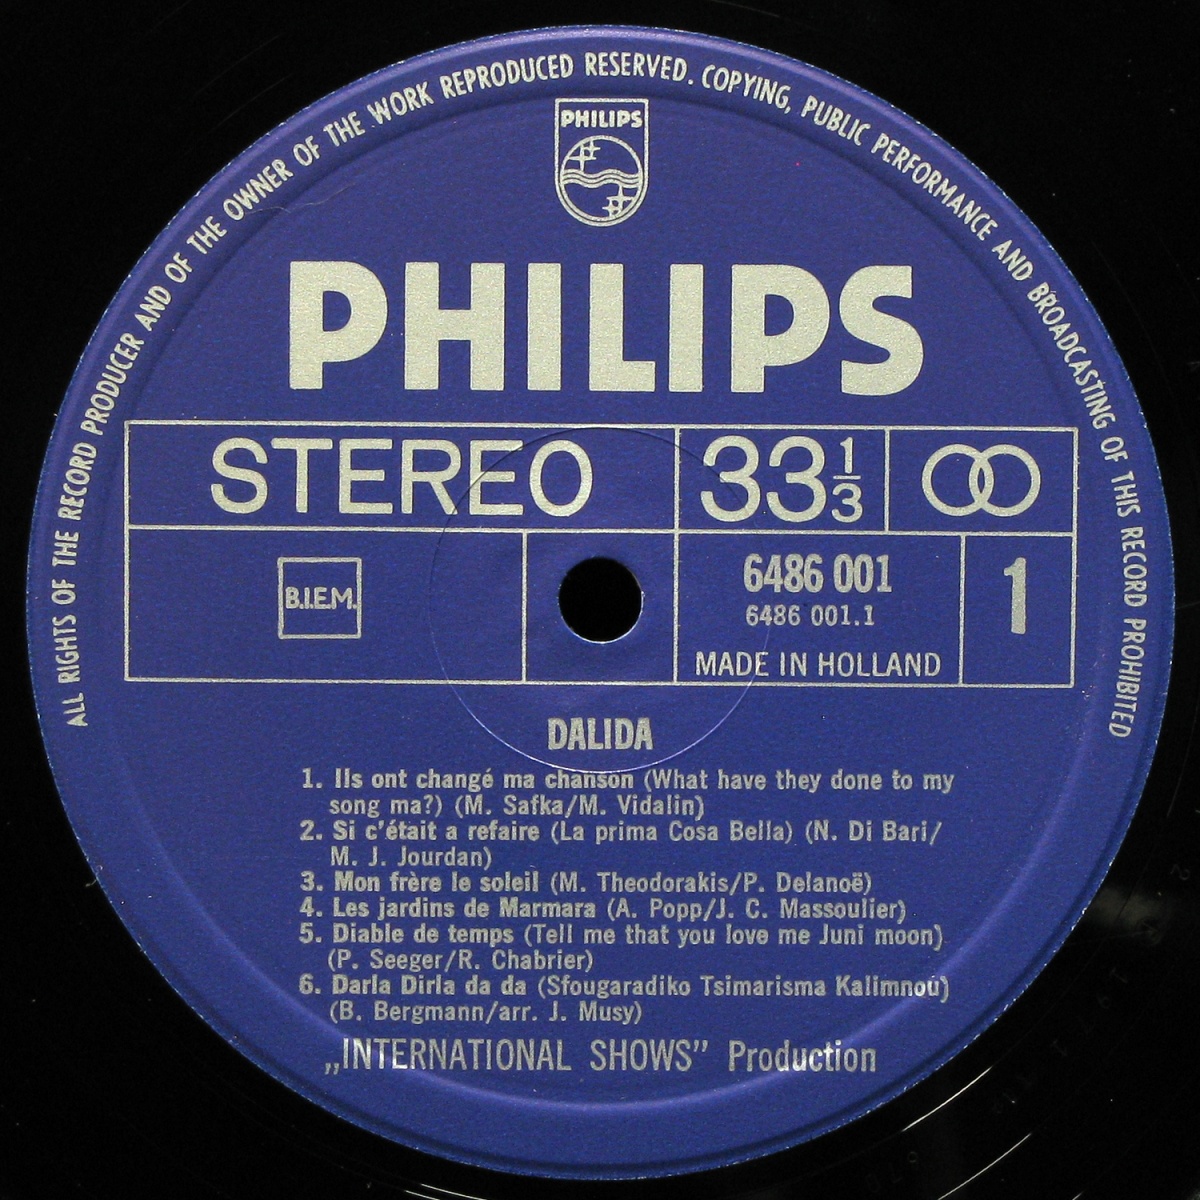 ALL RIGHTS OF THE RECORD PRODUCER AND OF THE OWNER OF THE WORK REPRODUCED RESERVED. COPYING, PUBLIC PERFORMANCE AND BROADCASTING OF THIS RECORD PROHIBITED
PHILIPS
PHILIPS
STEREO 33 1/3
B.I.E.M. 6486 001 1
6486 001.1
MADE IN HOLLAND
DALIDA
1. Ils ont changé ma chanson (What have they done to my
song ma?) (M. Safka/M. Vidalin)
2. Si c'était a refaire (La prima Cosa Bella) (N. Di Bari/
M. J. Jourdan)
3. Mon frère le soleil (M. Theodorakis/P. Delanoë)
4. Les jardins de Marmara (A. Popp/J. C. Massoulier)
5. Diable de temps (Tell me that you love me Juni moon)
(P. Seeger/R. Chabrier)
6. Darla Dirla da da (Sfougaradiko Tsimarisma Kalimnou)
(B. Bergmann/arr. J. Musy)
„INTERNATIONAL SHOWS” Production